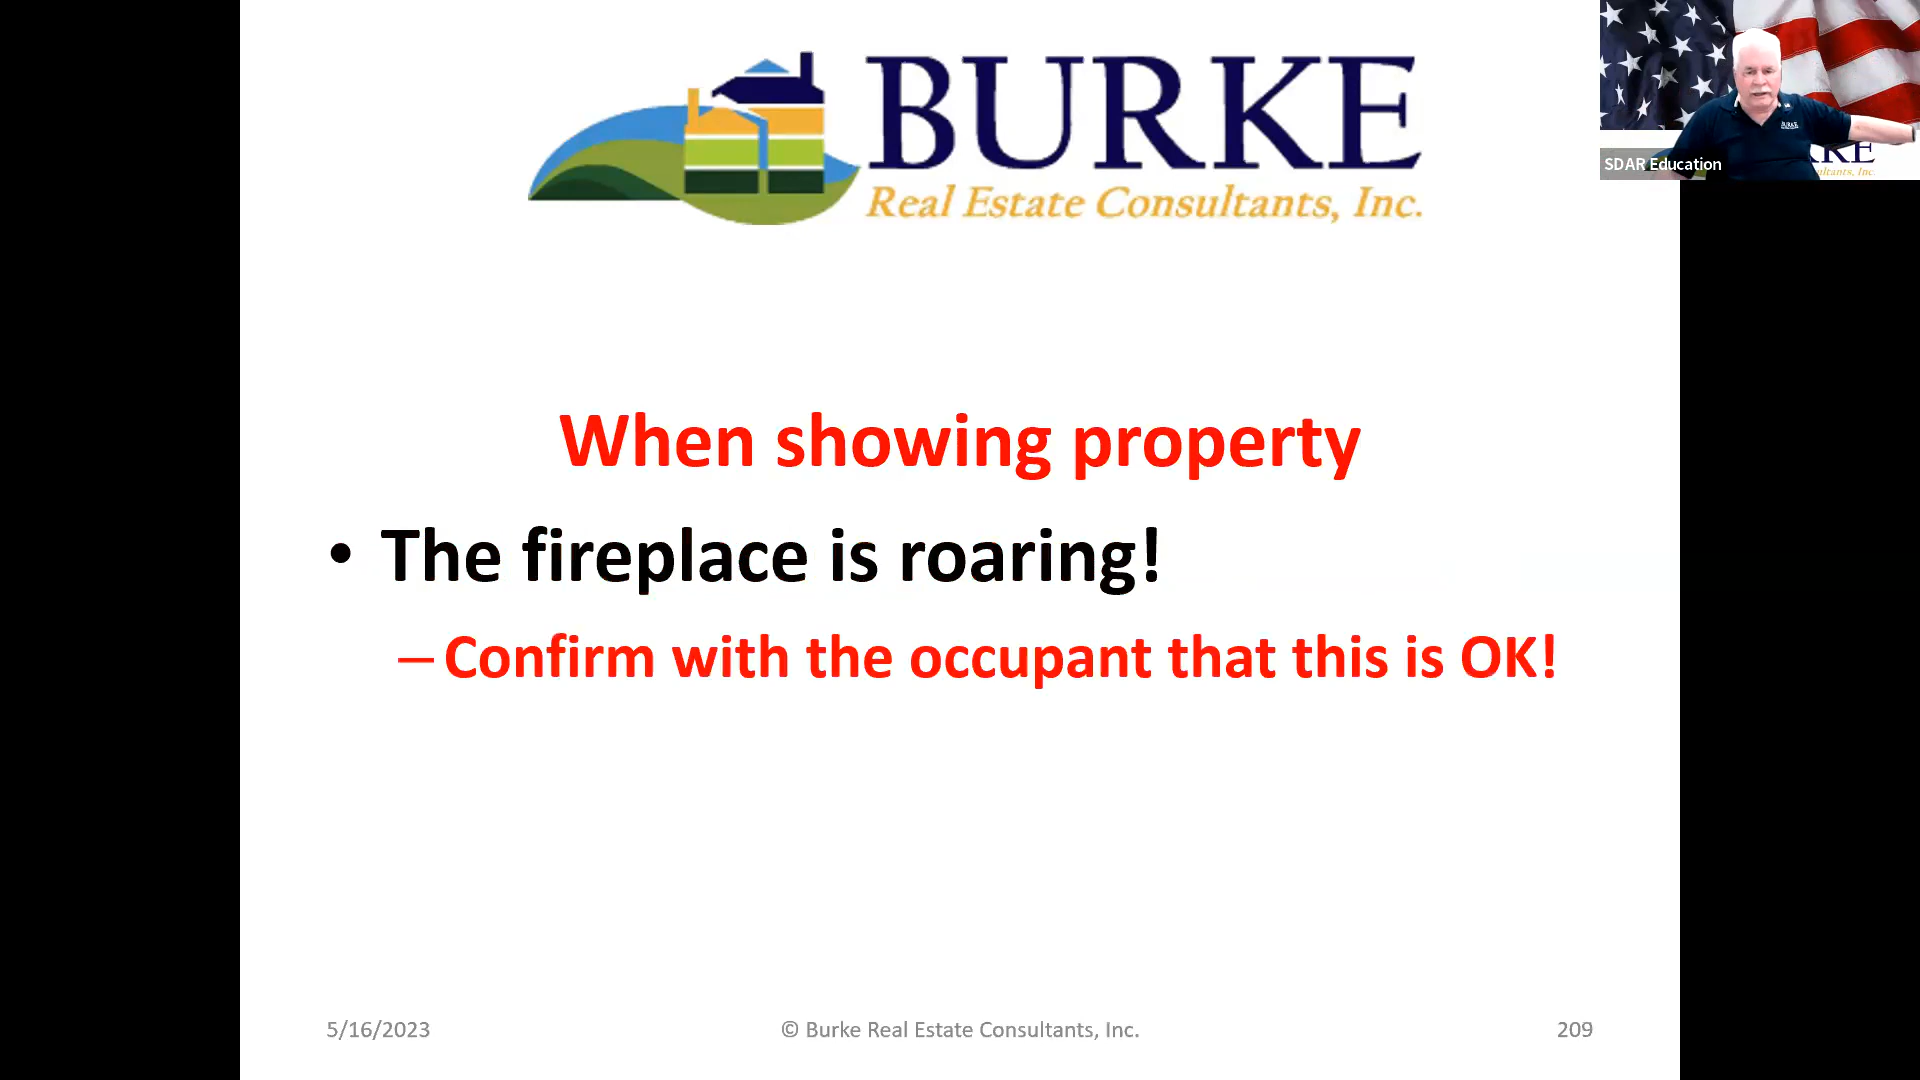 BURKE
Real Estate Consultants, Inc.
BURKE
SDAR Education
When showing property
• The fireplace is roaring!
– Confirm with the occupant that this is OK!
5/16/2023
© Burke Real Estate Consultants, Inc.
209